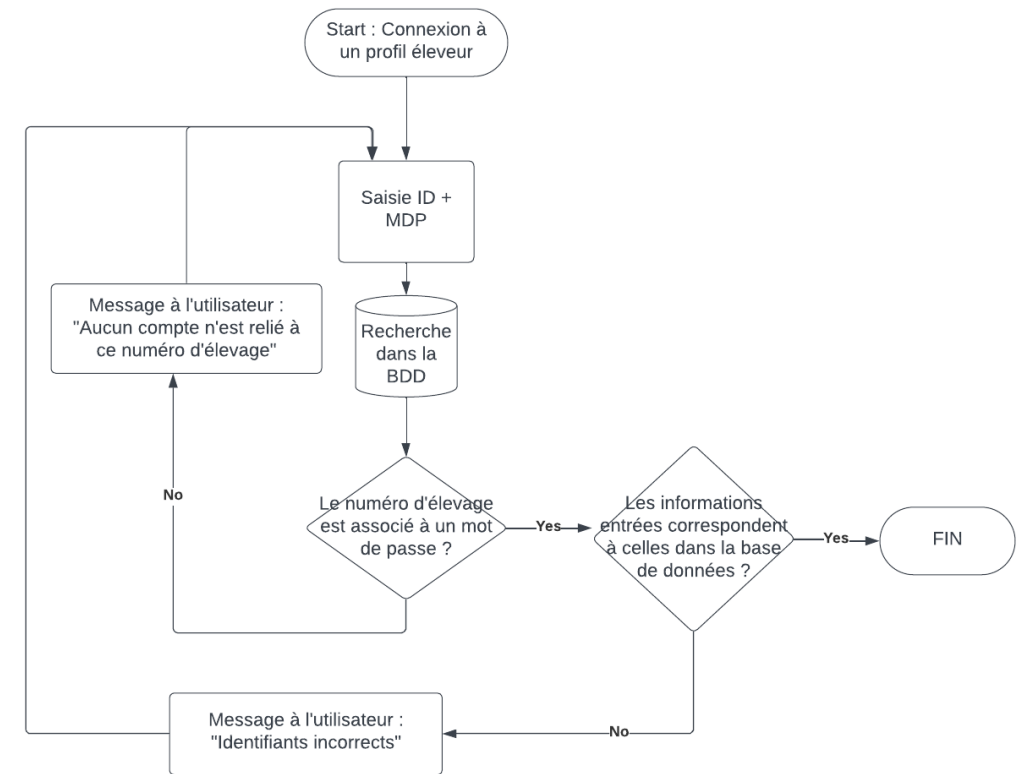 Start : Connexion à
un profil éleveur
Saisie ID +
MDP
Message à l'utilisateur :
"Aucun compte n'est relié à
ce numéro d'élevage"
Recherche
dans la
BDD
No
Le numéro d'élevage
est associé à un mot
de passe ?
Yes
Les informations
entrées correspondent
à celles dans la base
de données ?
Yes
FIN
No
Message à l'utilisateur :
"Identifiants incorrects"